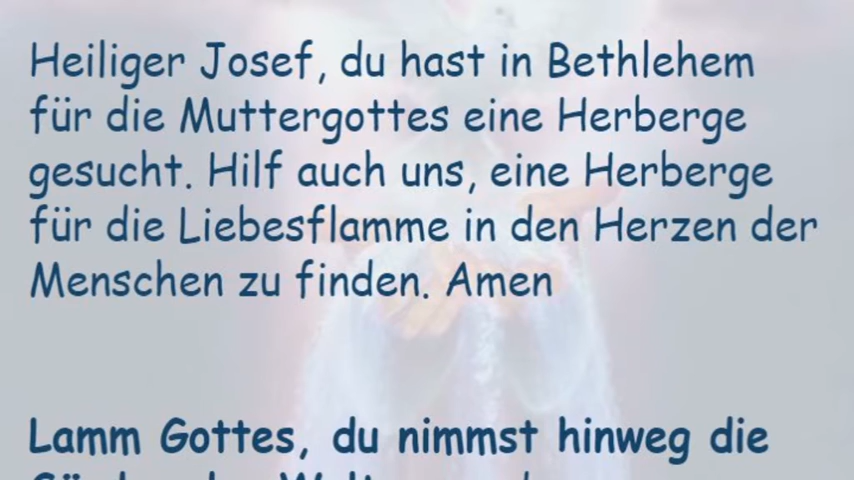 Heiliger Josef, du hast in Bethlehem
für die Muttergottes eine Herberge
gesucht. Hilf auch uns, eine Herberge
für die Liebesflamme in den Herzen der
Menschen zu finden. Amen
Lamm Gottes, du nimmst hinweg die